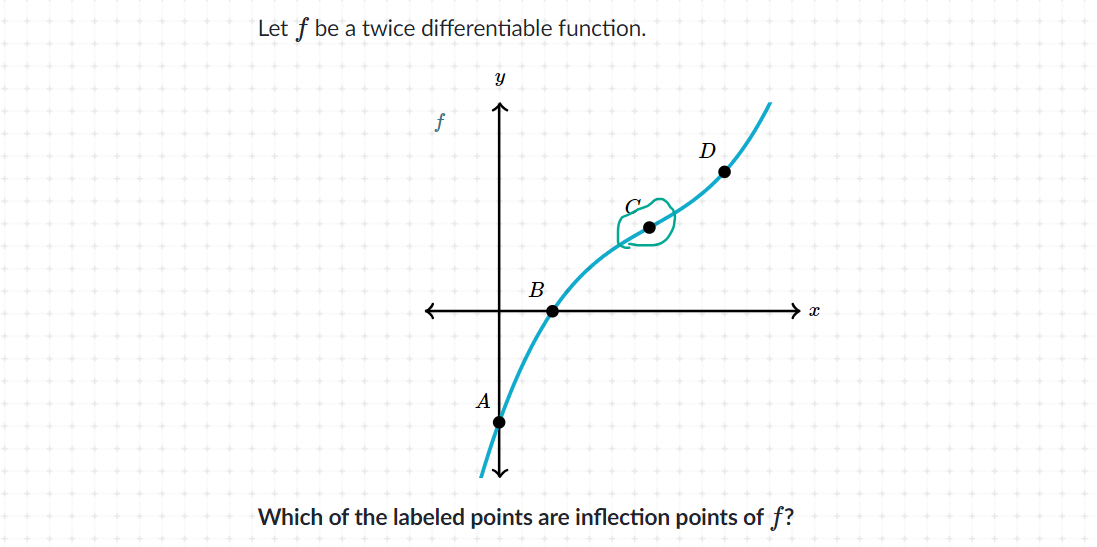 Let f be a twice differentiable function.
y
f
D
C
B
x
A
Which of the labeled points are inflection points of f?